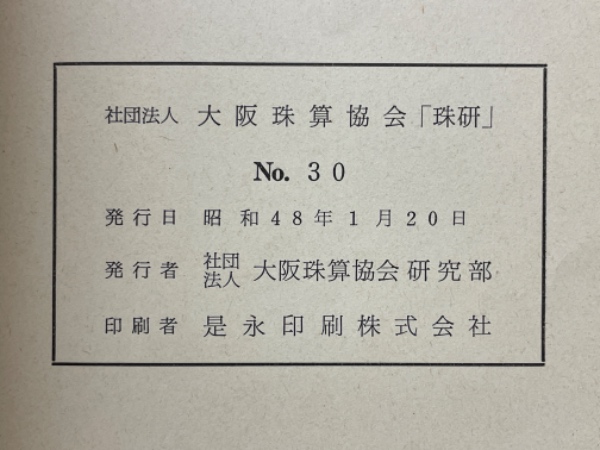 社団法人 大阪珠算協会「珠研」
No. 30
発行日 昭和48年1月20日
発行者 社団法人 大阪珠算協会研究部
印刷者 是永印刷株式会社